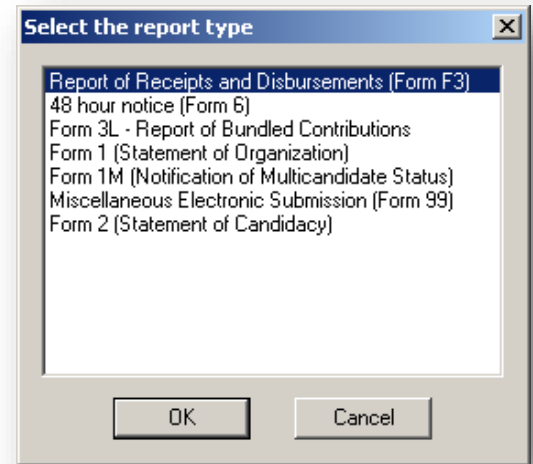 Select the report type
Report of Receipts and Disbursements (Form F3)
48 hour notice (Form 6)
Form 3L - Report of Bundled Contributions
Form 1 (Statement of Organization)
Form 1M (Notification of Multicandidate Status)
Miscellaneous Electronic Submission (Form 99)
Form 2 (Statement of Candidacy)
OK
Cancel